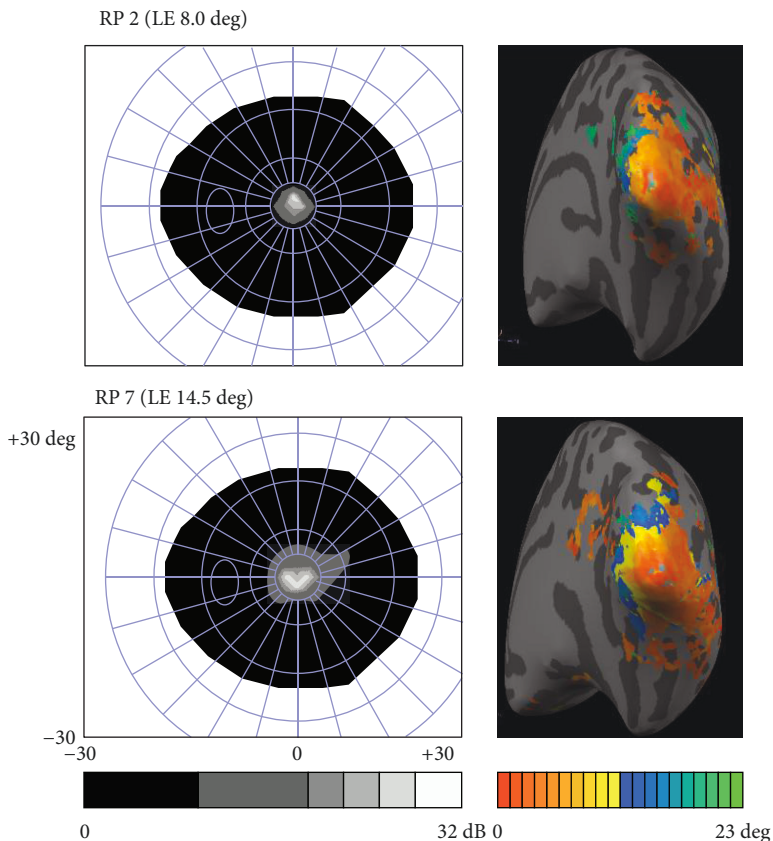 RP 2 (LE 8.0 deg)
RP 7 (LE 14.5 deg)
+30 deg
−30
−30 0 +30
0 32 dB
0 23 deg